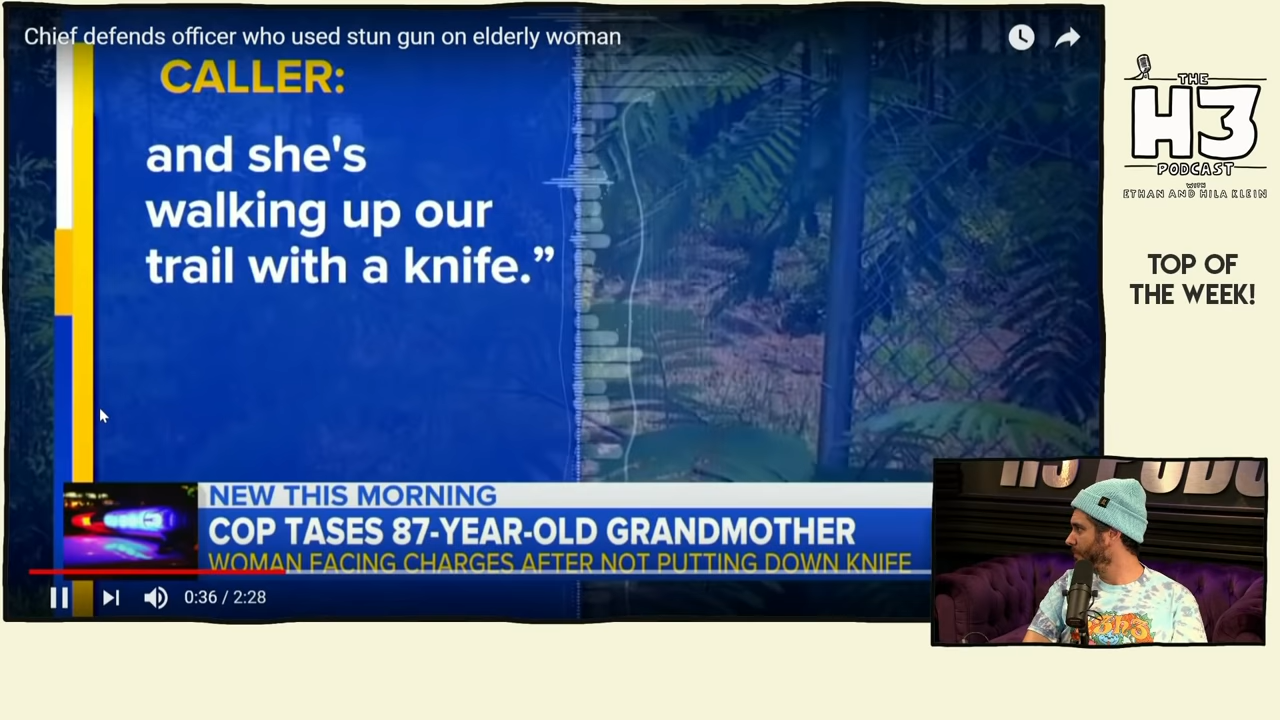 Chief defends officer who used stun gun on elderly woman
CALLER:
and she's
walking up our
trail with a knife.”
NEW THIS MORNING
COP TASES 87-YEAR-OLD GRANDMOTHER
WOMAN FACING CHARGES AFTER NOT PUTTING DOWN KNIFE
0:36 / 2:28
THE
H3
PODCAST
WITH
ETHAN AND HILA KLEIN
TOP OF
THE WEEK!
H3 PODC